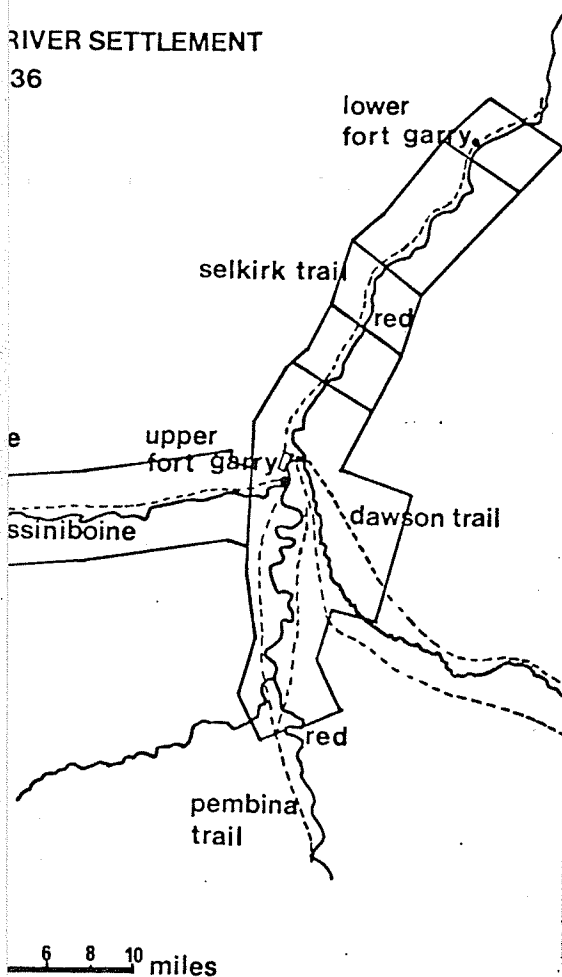 RIVER SETTLEMENT
36
lower
fort garry
selkirk trail
red
e
upper
fort garry
ssiniboine
dawson trail
red
pembina
trail
6 8 10 miles